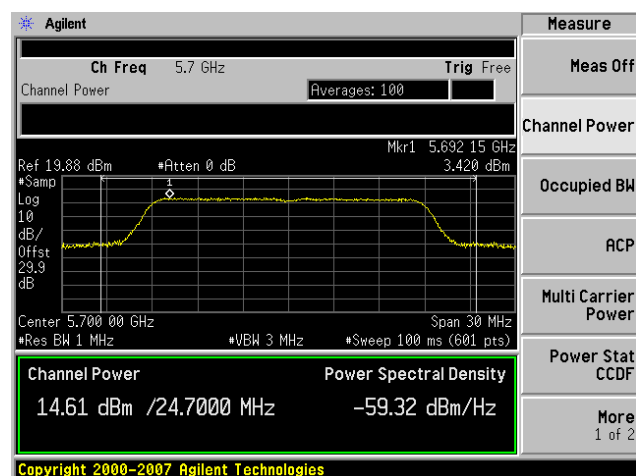 Agilent
Measure
Ch Freq 5.7 GHz Trig Free
Channel Power Averages: 100
Mkr1 5.692 15 GHz
Ref 19.88 dBm #Atten 0 dB 3.420 dBm
#Samp
Log
10
dB/
Offst
29.9
dB
1
Center 5.700 00 GHz Span 30 MHz
#Res BW 1 MHz #VBW 3 MHz #Sweep 100 ms (601 pts)
Channel Power Power Spectral Density
14.61 dBm /24.7000 MHz -59.32 dBm/Hz
Meas Off
Channel Power
Occupied BW
ACP
Multi Carrier
Power
Power Stat
CCDF
More
1 of 2
Copyright 2000-2007 Agilent Technologies